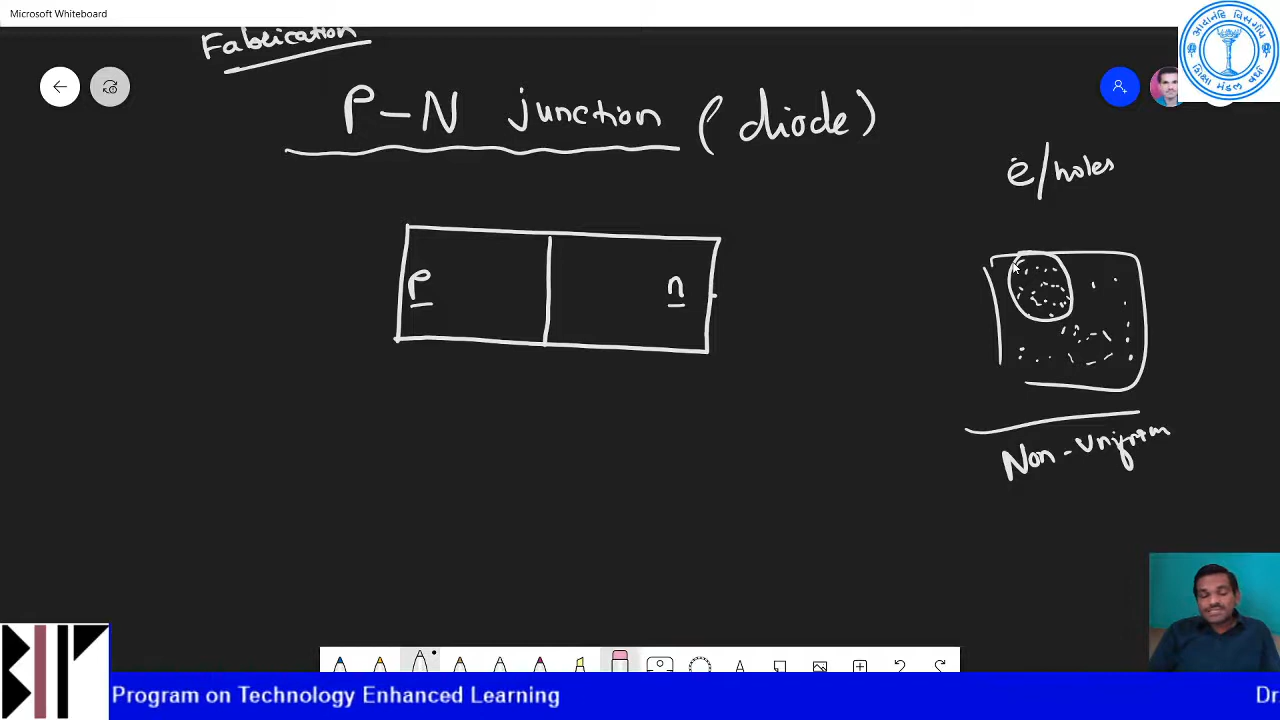 Microsoft Whiteboard
Fabrication
P-N junction (diode)
e/holes
p
n
Non-Uniform
Program on Technology Enhanced Learning
Dr